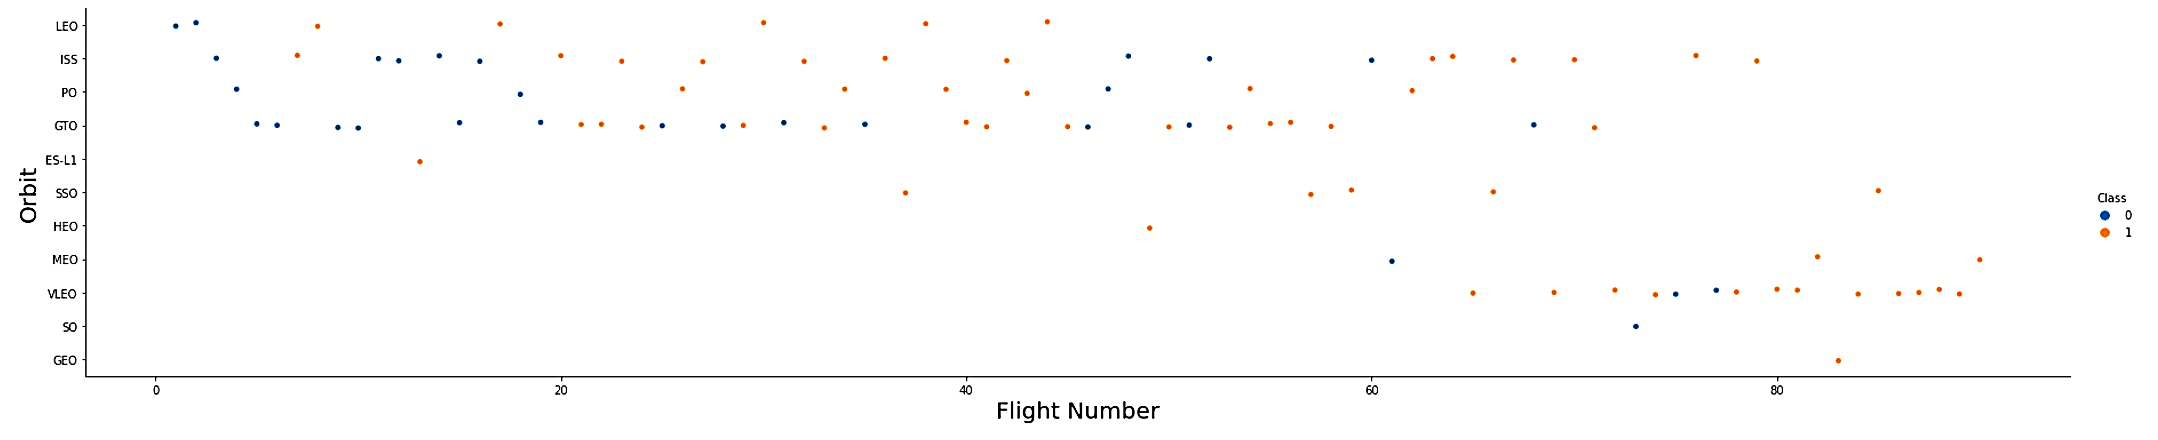 LEO
ISS
PO
GTO
ES-L1
SSO
HEO
MEO
VLEO
SO
GEO
Orbit
0 20 40 60 80
Flight Number
Class
0
1